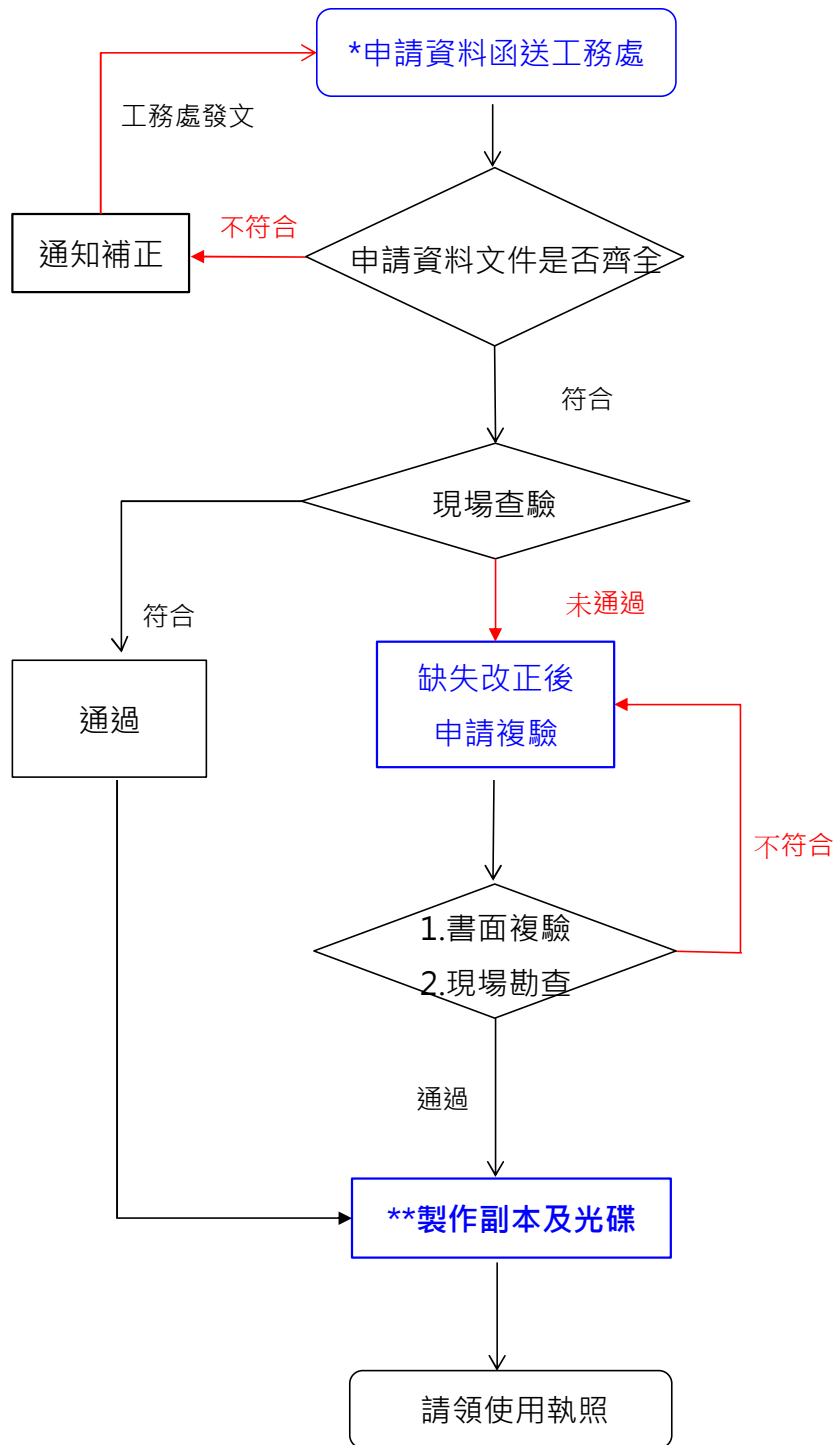 *申請資料函送工務處
工務處發文
不符合
通知補正
申請資料文件是否齊全
符合
現場查驗
未通過
符合
缺失改正後
申請複驗
通過
不符合
1.書面複驗
2.現場勘查
通過
**製作副本及光碟
請領使用執照